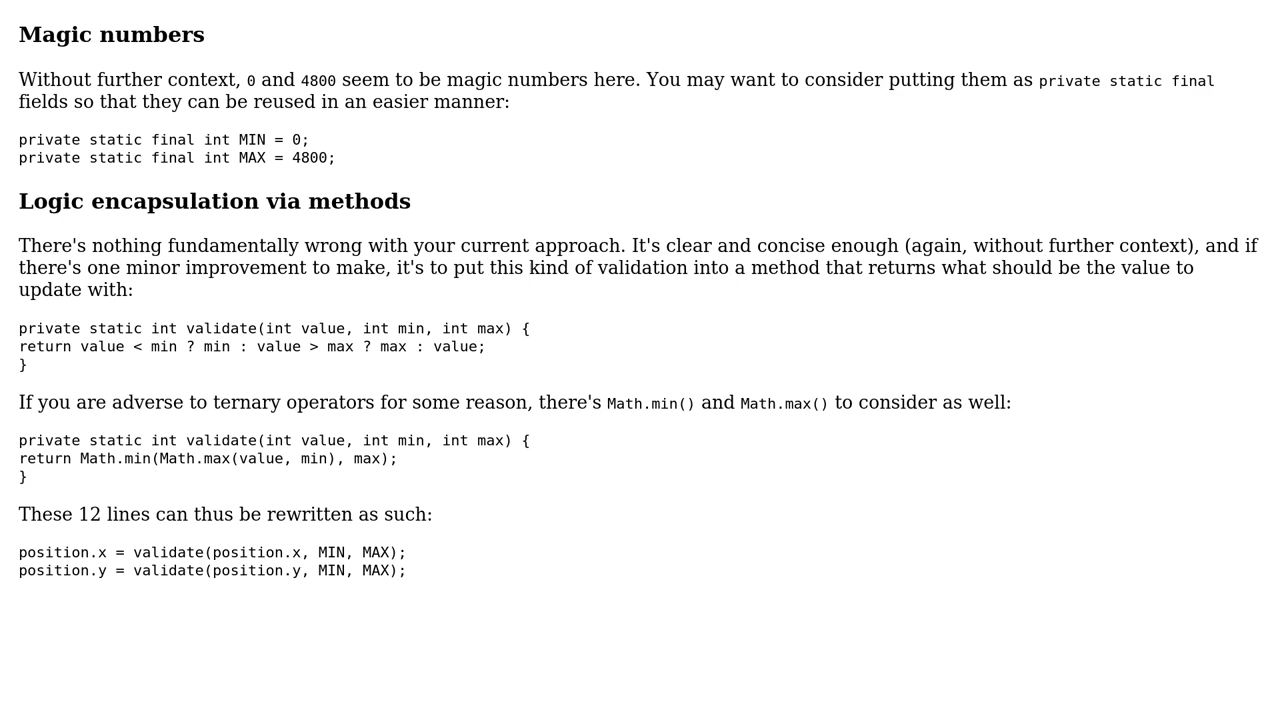 Magic numbers
Without further context, 0 and 4800 seem to be magic numbers here. You may want to consider putting them as private static final
fields so that they can be reused in an easier manner:
private static final int MIN = 0;
private static final int MAX = 4800;
Logic encapsulation via methods
There's nothing fundamentally wrong with your current approach. It's clear and concise enough (again, without further context), and if
there's one minor improvement to make, it's to put this kind of validation into a method that returns what should be the value to
update with:
private static int validate(int value, int min, int max) {
return value < min ? min : value > max ? max : value;
}
If you are adverse to ternary operators for some reason, there's Math.min() and Math.max() to consider as well:
private static int validate(int value, int min, int max) {
return Math.min(Math.max(value, min), max);
}
These 12 lines can thus be rewritten as such:
position.x = validate(position.x, MIN, MAX);
position.y = validate(position.y, MIN, MAX);